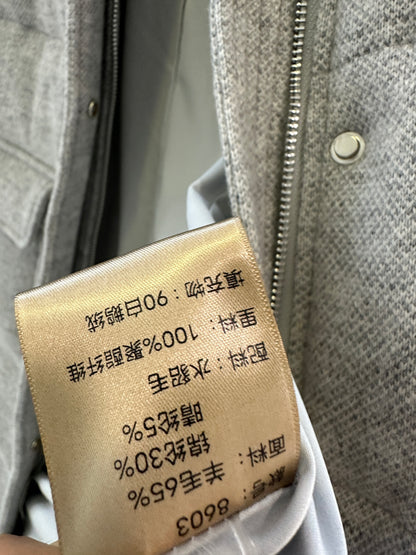 款号：8603
面料：羊毛65%
锦纶30%
腈纶5%
配料：水貂毛
里料：100%聚酯纤维
填充物：90白鹅绒